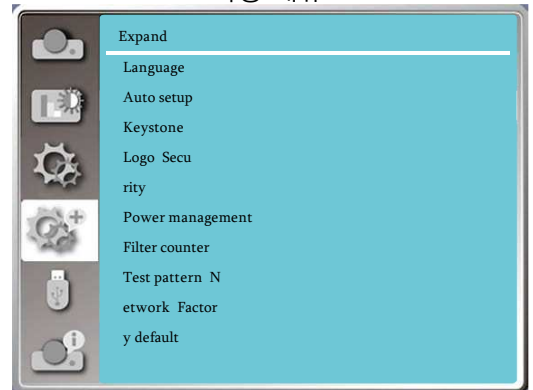 Expand
Language
Auto setup
Keystone
Logo Secu
rity
Power management
Filter counter
Test pattern N
etwork Factor
y default